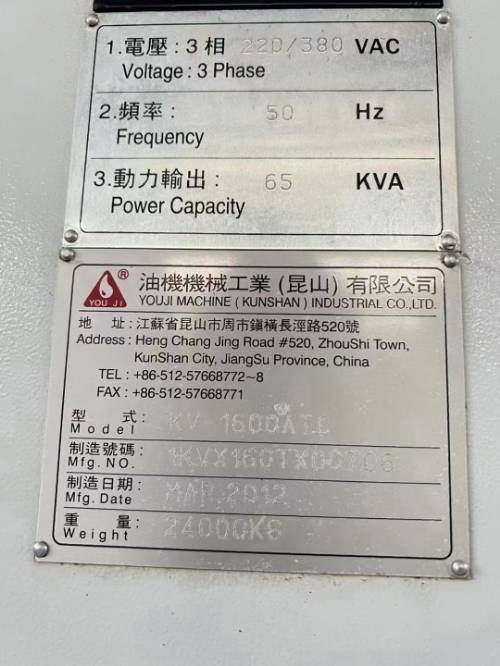 1.電壓:3相 220/380 VAC
Voltage: 3 Phase
2.頻率: 50 Hz
Frequency
3.動力輸出: 65 KVA
Power Capacity
YOU JI ® 油機機械工業(昆山)有限公司
YOUJI MACHINE (KUNSHAN) INDUSTRIAL CO.,LTD.
地 址:江蘇省昆山市周市鎮橫長涇路520號
Address: Heng Chang Jing Road #520, ZhouShi Town,
KunShan City, JiangSu Province, China
TEL: +86-512-57668772~8
FAX: +86-512-57668771
型 式:
Model
制造號碼:
Mfg. NO.
制造日期: MAR.2012
Mfg. Date
重 量: 24000KG
Weight